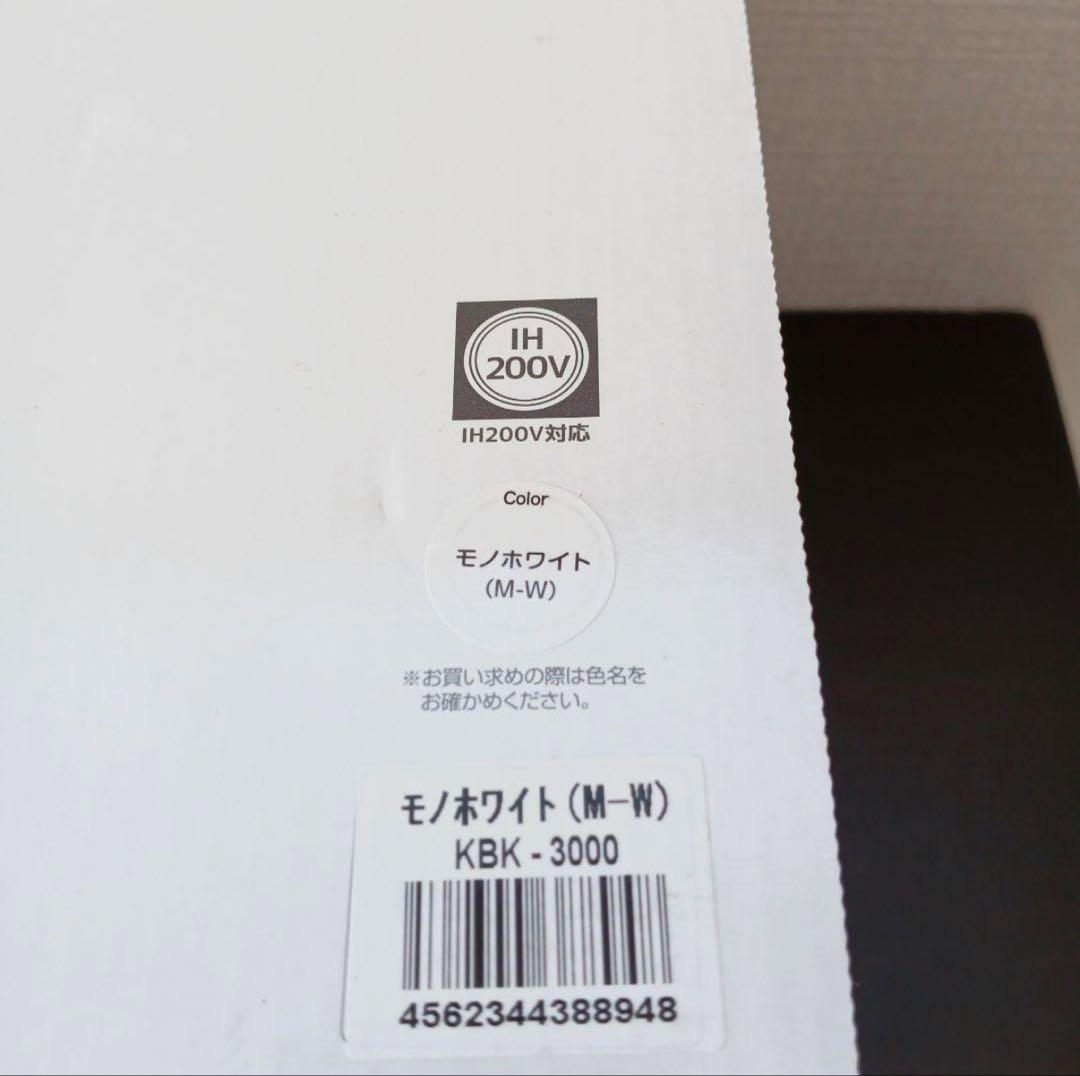 IH
200V
IH200V対応
Color
モノホワイト
(M-W)
※お買い求めの際は色名を
お確かめください。
モノホワイト(M-W)
KBK - 3000
4562344388948